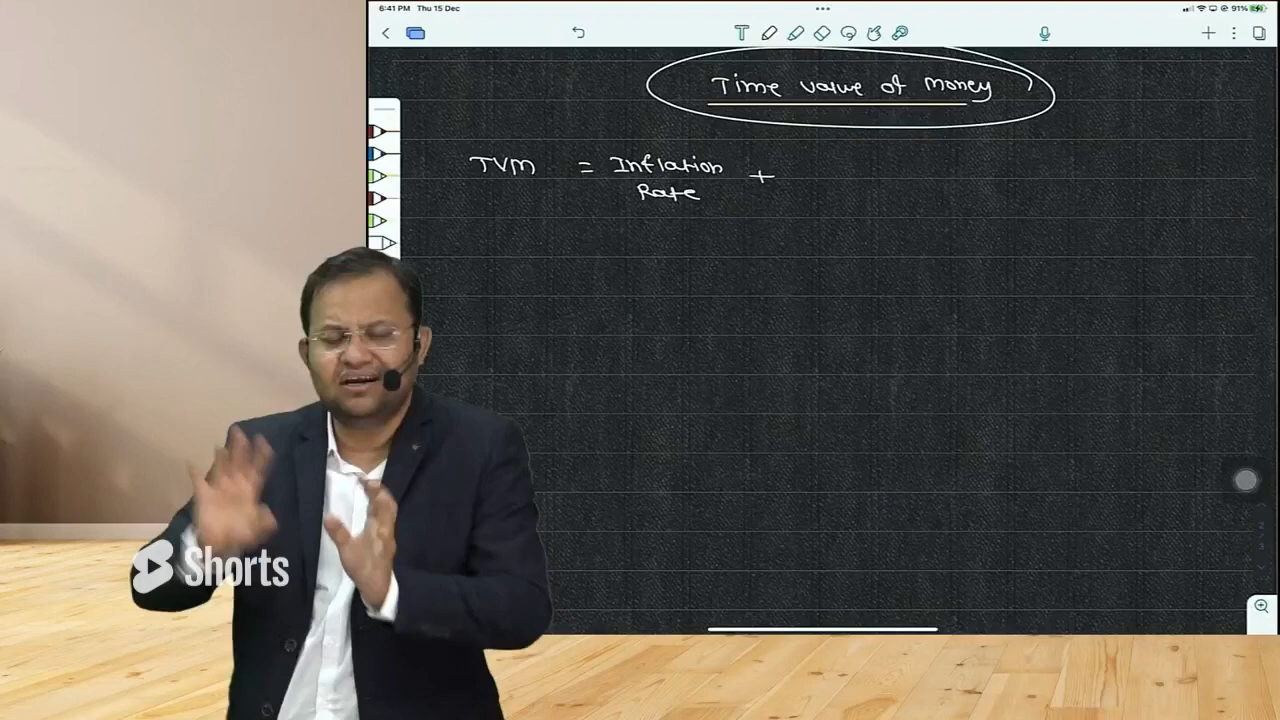 6:41 PM Thu 15 Dec
91%
T
Time value of money
TVM = Inflation +
Rate
Shorts